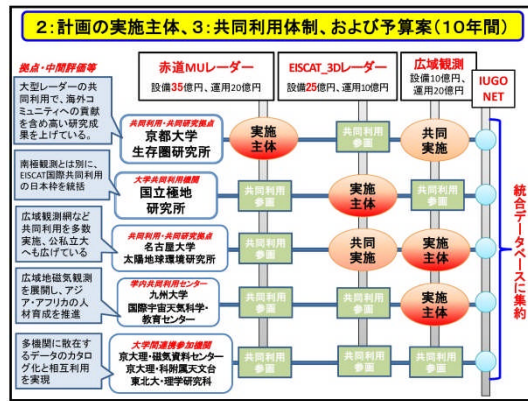 2：計画の実施主体、3：共同利用体制、および予算案（10年間）
拠点・中間評価等
赤道MUレーダー
設備35億円、運用20億円
EISCAT_3Dレーダー
設備25億円、運用10億円
広域観測
設備10億円、
運用20億円
IUGO
NET
大型レーダーの共
同利用で、海外コ
ミュニティへの貢献
を含め高い研究成
果を上げている。
共同利用・共同研究拠点
京都大学
生存圏研究所
実施
主体
共同利用
参画
共同
実施
南極観測とは別に、
EISCAT国際共同利用
の日本枠を統括
大学共同利用機関
国立極地
研究所
共同利用
参画
実施
主体
共同利用
参画
広域観測網など
共同利用を多数
実施、公私立大
へも広げている
共同利用・共同研究拠点
名古屋大学
太陽地球環境研究所
共同利用
参画
共同
実施
実施
主体
広域地磁気観測
を展開し、アジ
ア・アフリカの人
材育成を推進
学内共同利用センター
九州大学
国際宇宙天気科学・
教育センター
共同利用
参画
共同利用
参画
実施
主体
多機関に散在す
るデータのカタロ
グ化と相互利用
を実現
大学間連携参加機関
京大理・磁気資料センター
京大理・科附属天文台
東北大・理学研究科
共同利用
参画
共同利用
参画
共同利用
参画
統合データベースに集約